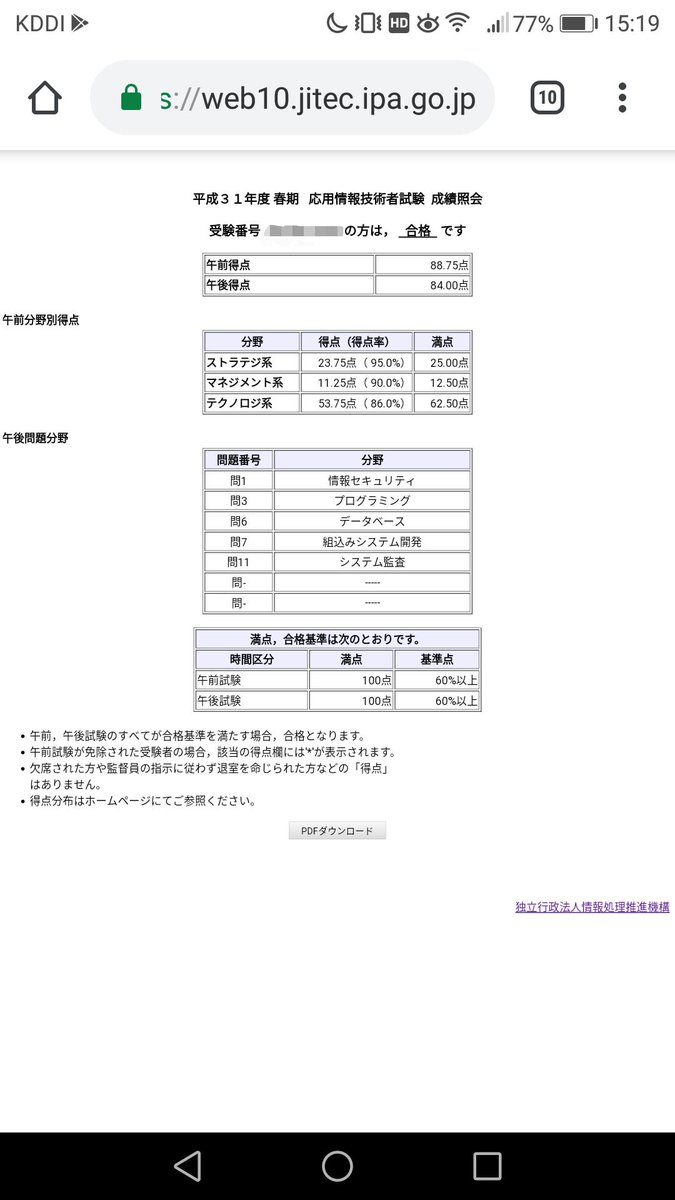 KDDI HD 77% 15:19
s://web10.jitec.ipa.go.jp 10
平成３１年度 春期 応用情報技術者試験 成績照会
受験番号 の方は， 合格 です
午前得点 88.75点
午後得点 84.00点
午前分野別得点
分野 得点（得点率） 満点
ストラテジ系 23.75点（ 95.0%） 25.00点
マネジメント系 11.25点（ 90.0%） 12.50点
テクノロジ系 53.75点（ 86.0%） 62.50点
午後問題分野
問題番号 分野
問1 情報セキュリティ
問3 プログラミング
問6 データベース
問7 組込みシステム開発
問11 システム監査
問- -----
問- -----
満点，合格基準は次のとおりです。
時間区分 満点 基準点
午前試験 100点 60%以上
午後試験 100点 60%以上
• 午前，午後試験のすべてが合格基準を満たす場合，合格となります。
• 午前試験が免除された受験者の場合，該当の得点欄には'*'が表示されます。
• 欠席された方や監督員の指示に従わず退室を命じられた方などの「得点」
はありません。
• 得点分布はホームページにてご参照ください。
PDFダウンロード
独立行政法人情報処理推進機構